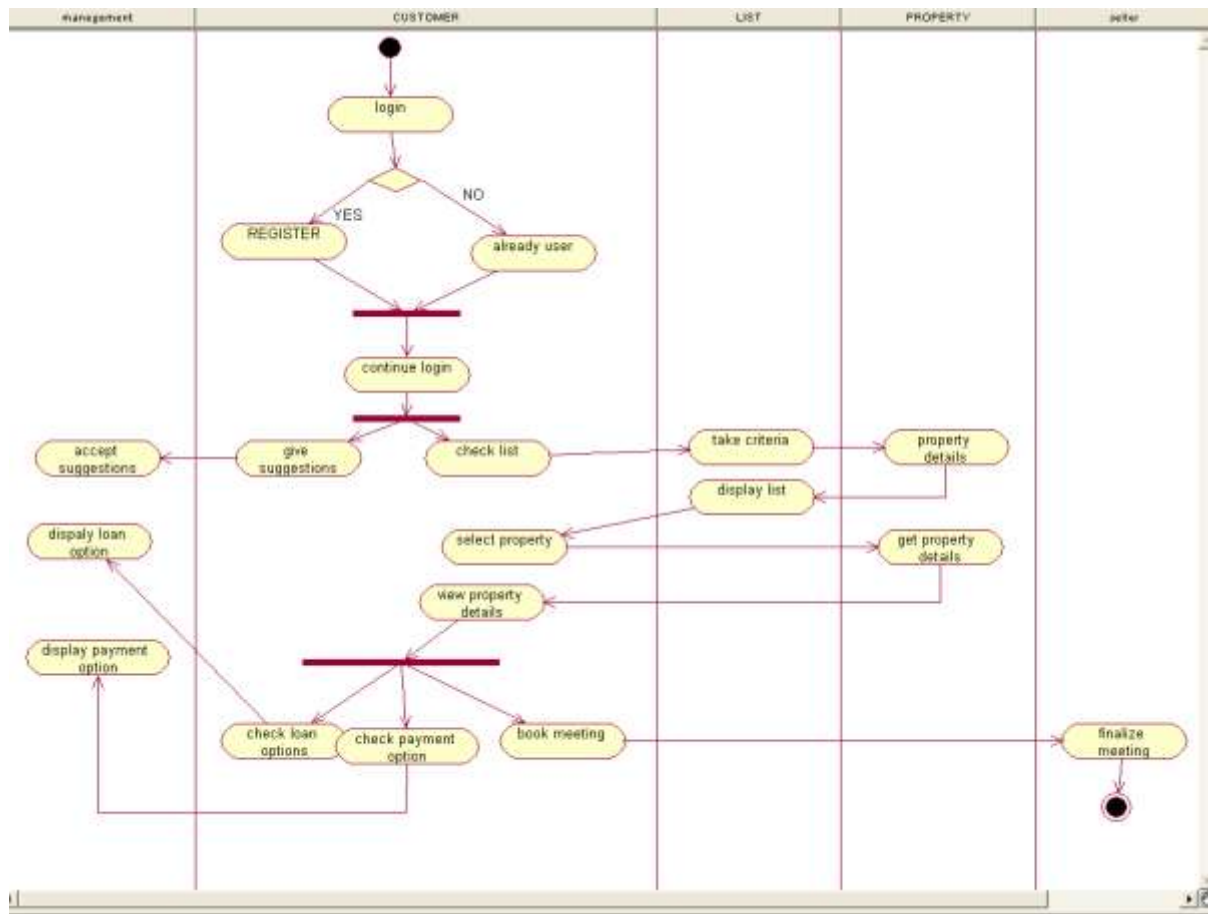 management CUSTOMER LIST PROPERTY seller
login
NO
YES
REGISTER
already user
continue login
accept
suggestions
give
suggestions
check list
take criteria
property
details
display list
dispaly loan
option
select property
get property
details
view property
details
display payment
option
check loan
options
check payment
option
book meeting
finalize
meeting